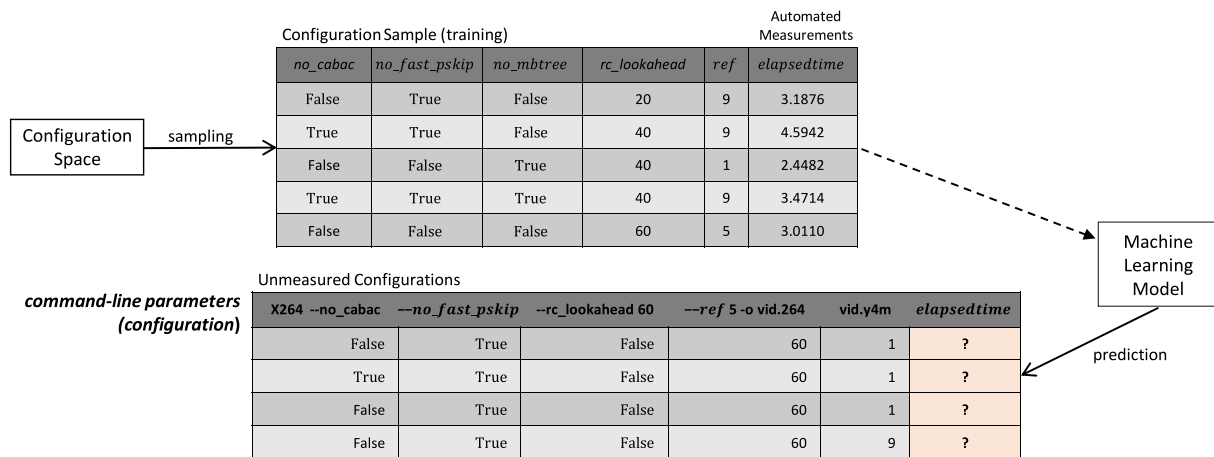 Automated
Measurements
Configuration Sample (training)
no_cabac no_fast_pskip no_mbtree rc_lookahead ref elapsedtime
False True False 20 9 3.1876
True True False 40 9 4.5942
False False True 40 1 2.4482
True True True 40 9 3.4714
False False False 60 5 3.0110
Configuration
Space
sampling
Machine
Learning
Model
Unmeasured Configurations
command-line parameters
(configuration)
X264 --no_cabac --no_fast_pskip --rc_lookahead 60 --ref 5 -o vid.264 vid.y4m elapsedtime
False True False 60 1 ?
True True False 60 1 ?
False True False 60 1 ?
False True False 60 9 ?
prediction